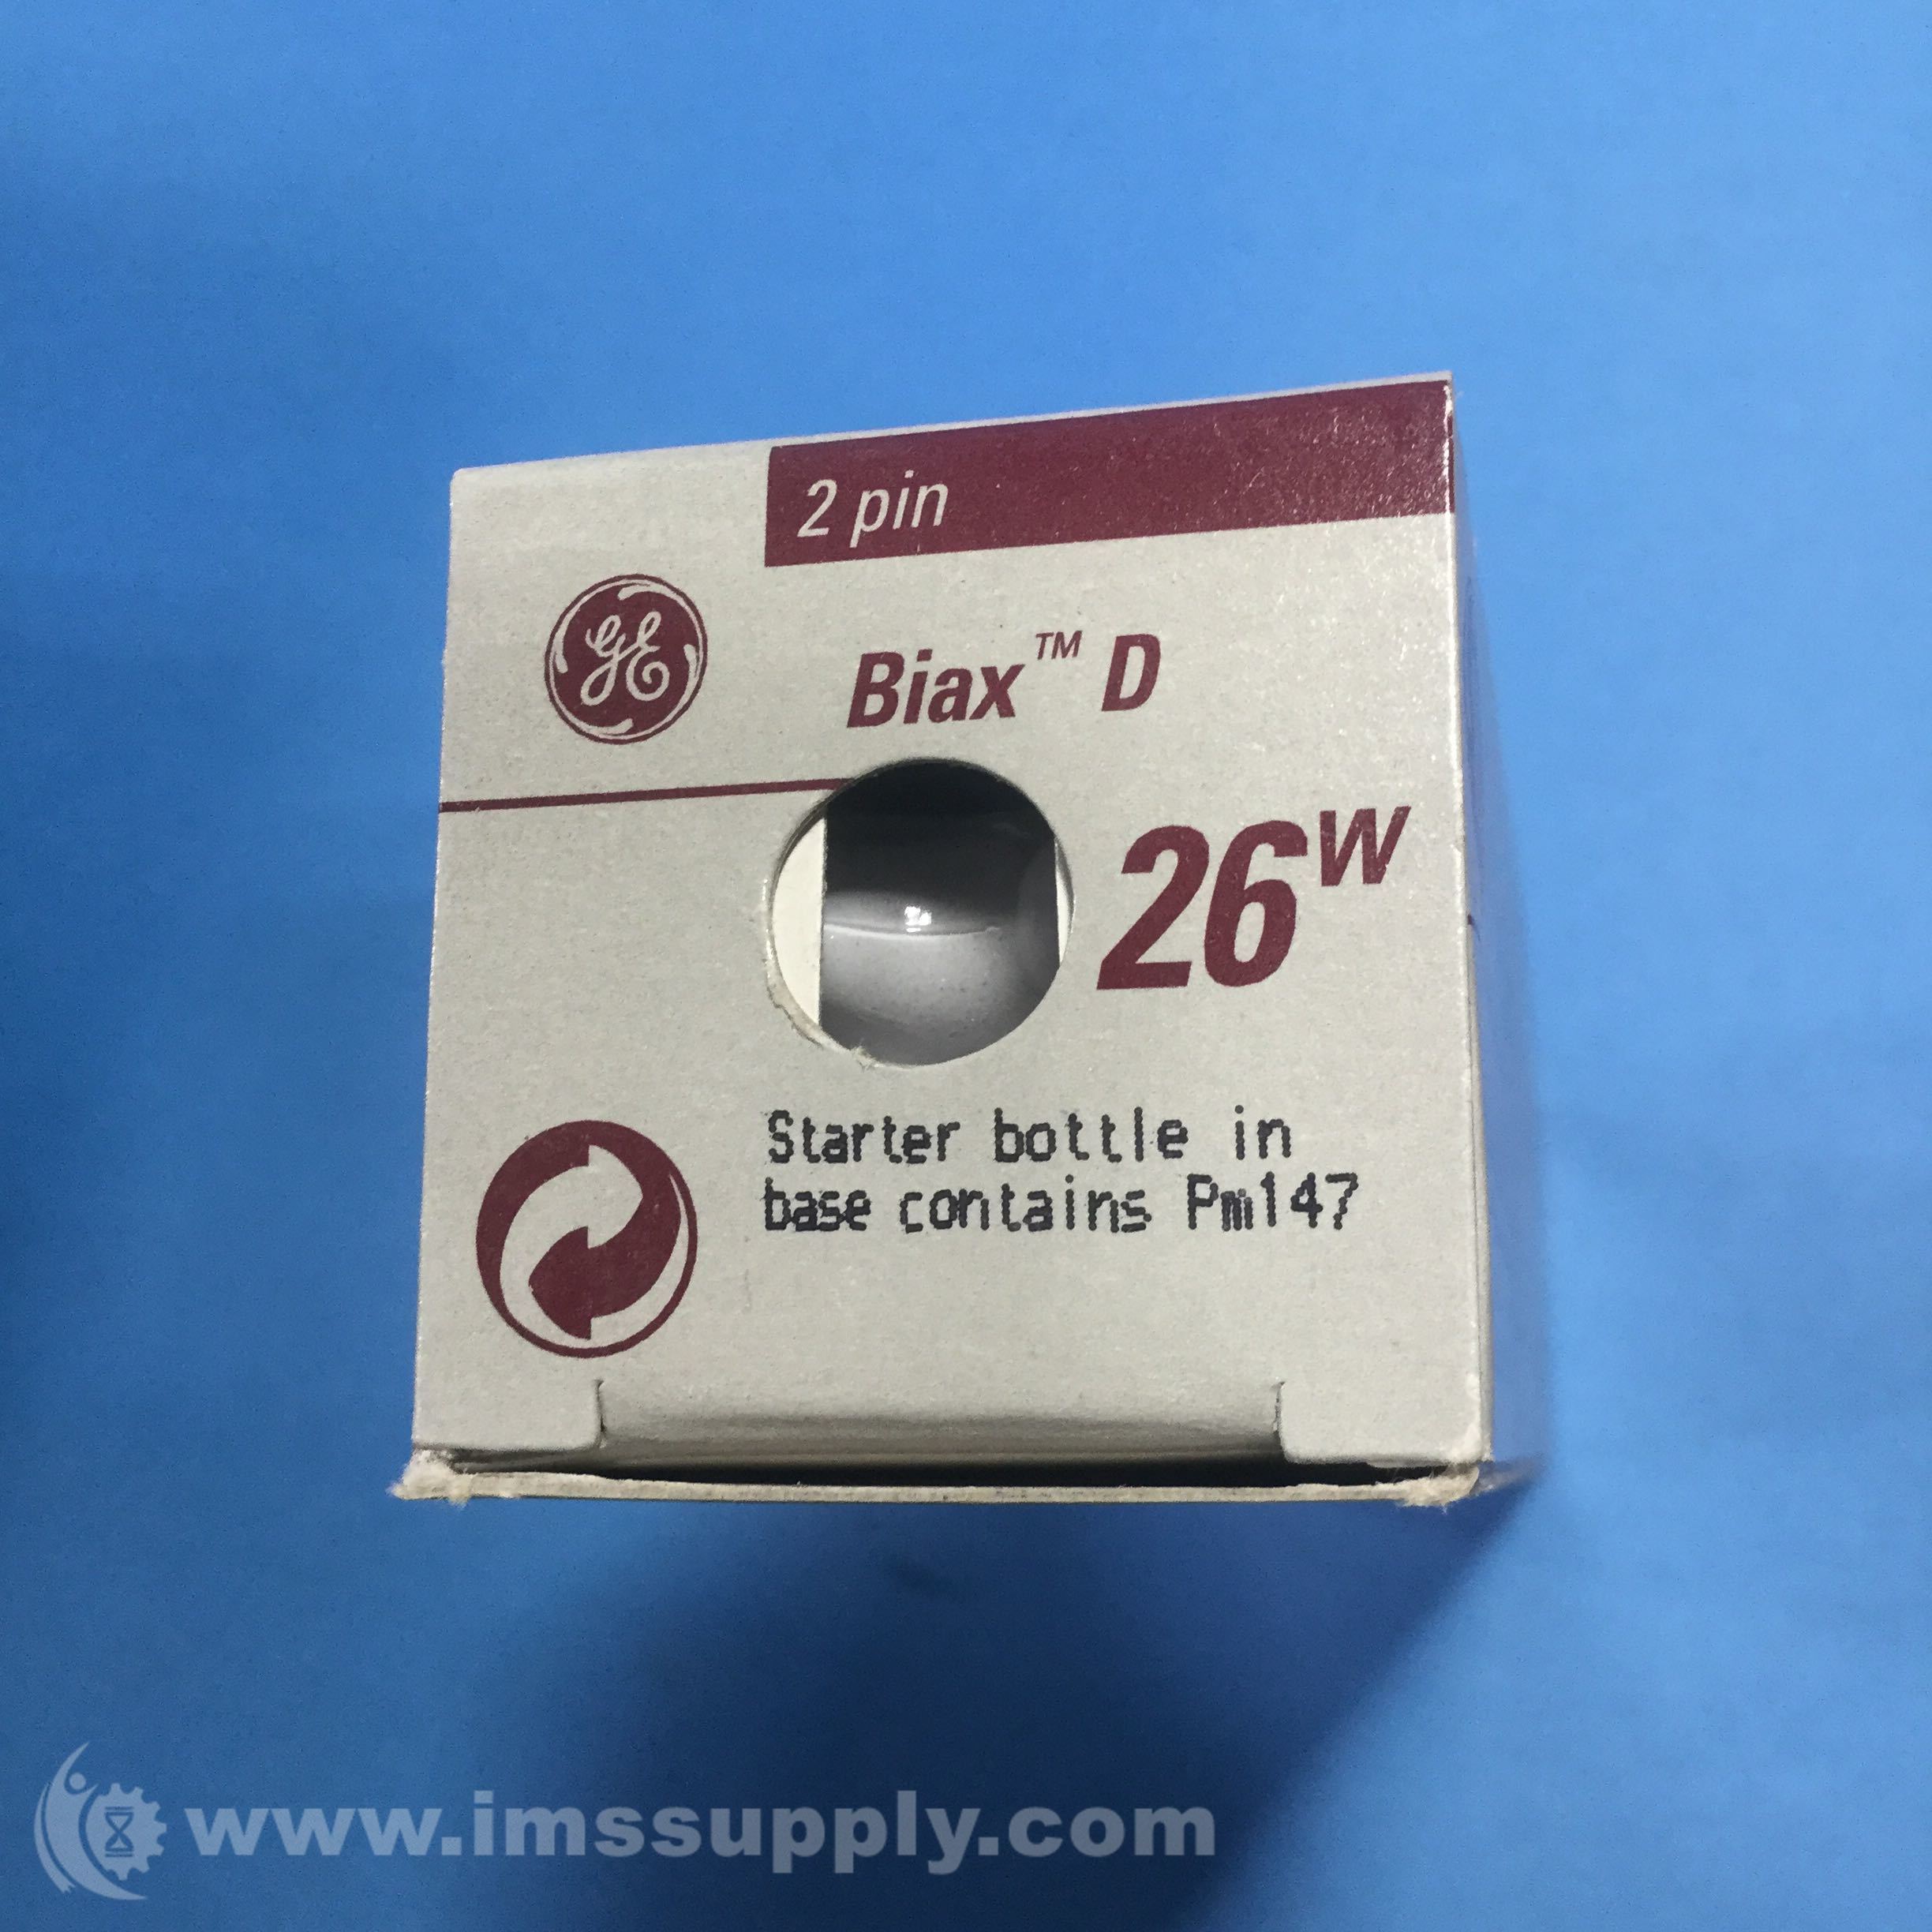 2 pin
GE
Biax™ D
26W
Starter bottle in
base contains Pm147
www.imssupply.com